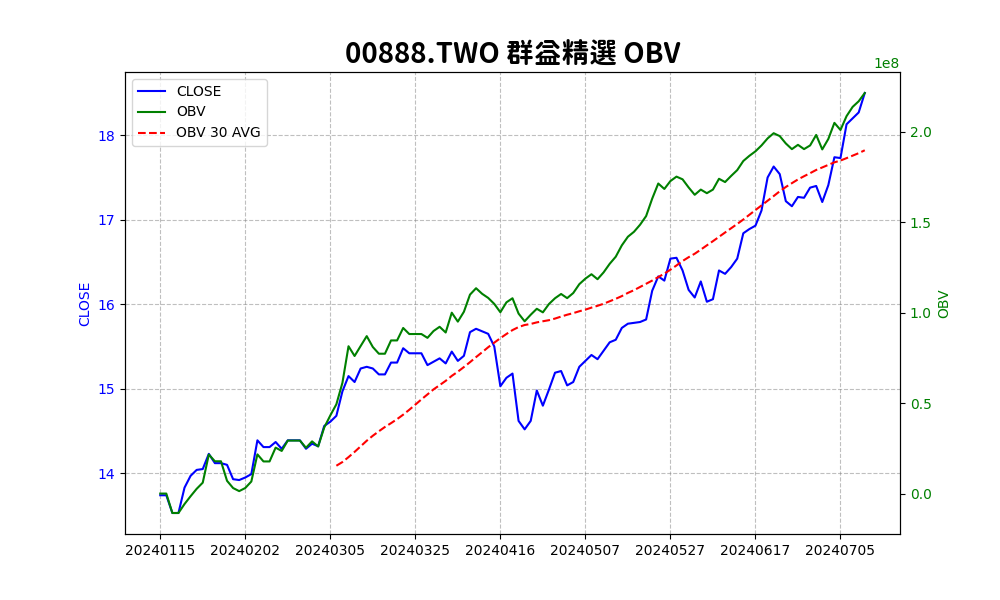 00888.TWO 群益精選 OBV
1e8
CLOSE
OBV
OBV 30 AVG
18
17
16
15
14
CLOSE
2.0
1.5
1.0
0.5
0.0
OBV
20240115 20240202 20240305 20240325 20240416 20240507 20240527 20240617 20240705